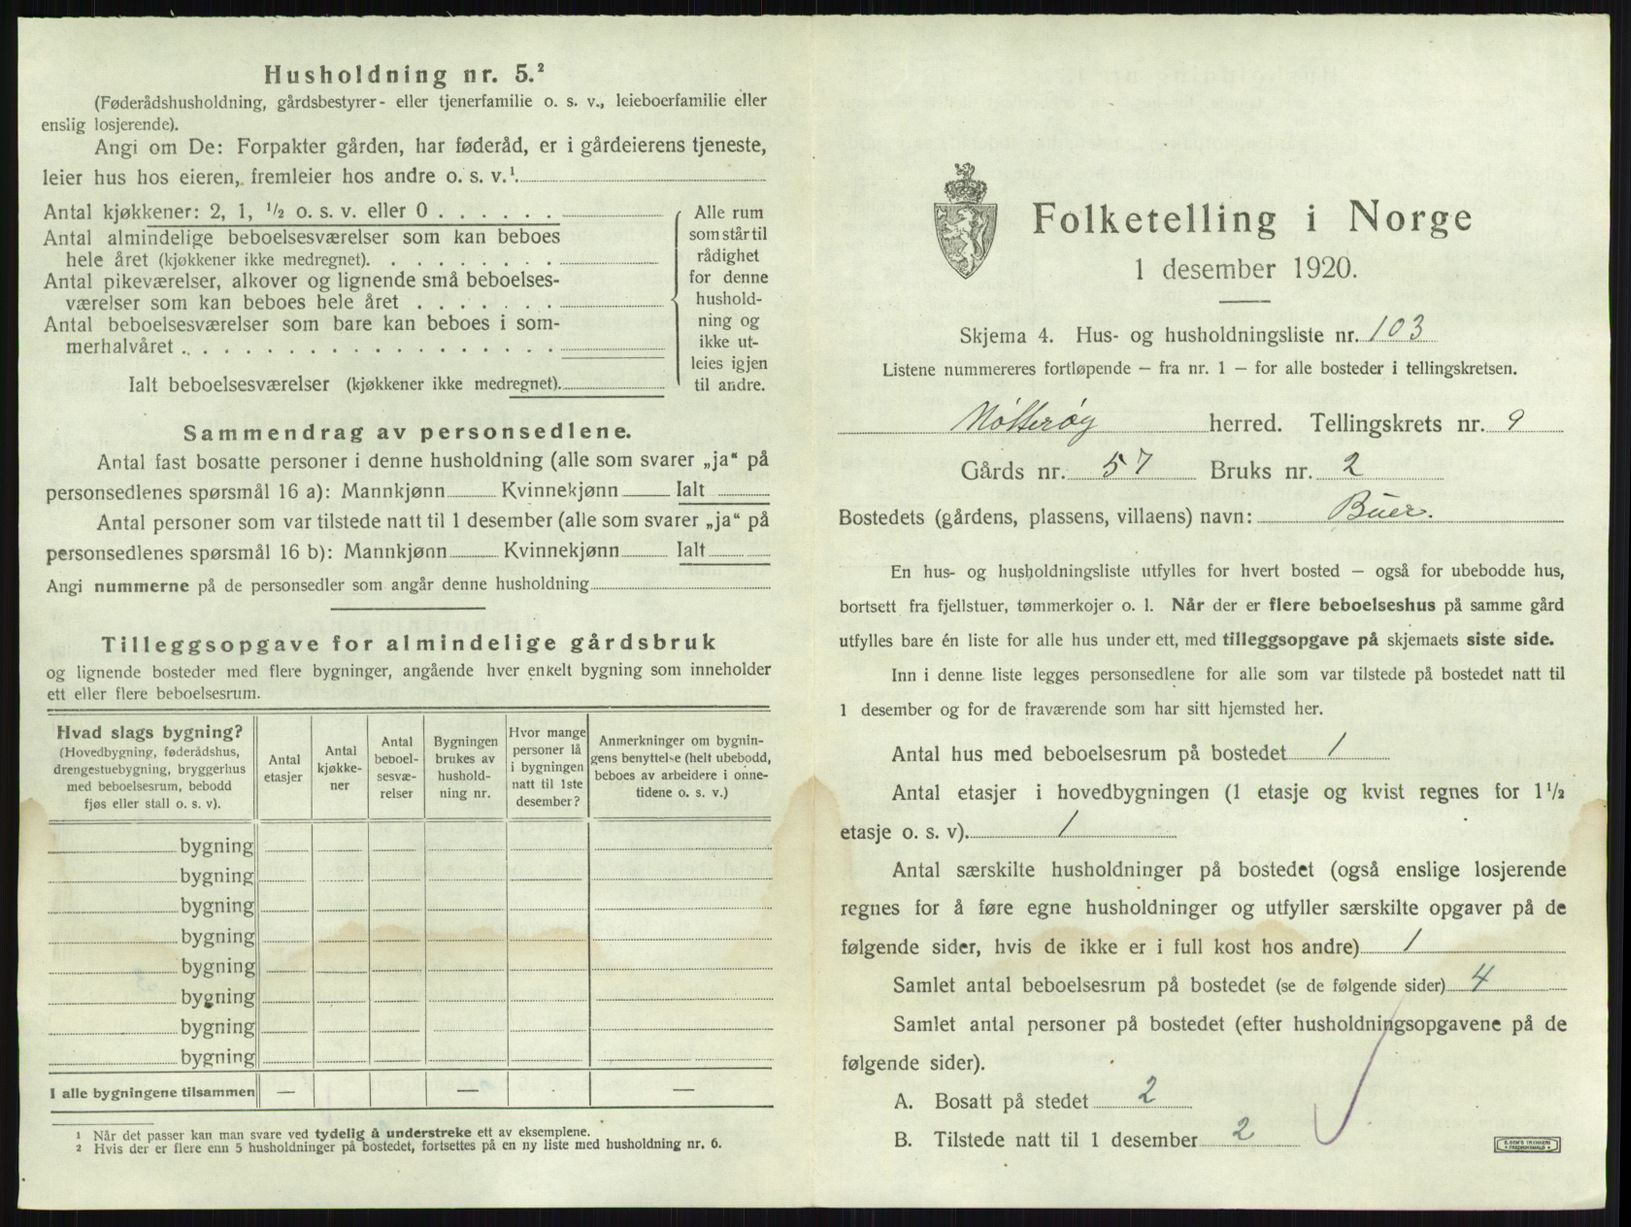 Husholdning nr. 5.²
(Føderådshusholdning, gårdsbestyrer- eller tjenerfamilie o. s. v., leieboerfamilie eller
enslig losjerende).
Angi om De: Forpakter gården, har føderåd, er i gårdeierens tjeneste,
leier hus hos eieren, fremleier hos andre o. s. v.¹
Antal kjøkkener: 2, 1, ½ o. s. v. eller 0 . . . . . .
Antal almindelige beboelsesværelser som kan beboes
hele året (kjøkkener ikke medregnet). . . . . . . .
Antal pikeværelser, alkover og lignende små beboelses-
værelser som kan beboes hele året . . . . . . .
Antal beboelsesværelser som bare kan beboes i som-
merhalvåret . . . . . . . . . . . . . . . . . .
Ialt beboelsesværelser (kjøkkener ikke medregnet).
Alle rum
som står til
rådighet
for denne
hushold-
ning og
ikke ut-
leies igjen
til andre.
Sammendrag av personsedlene.
Antal fast bosatte personer i denne husholdning (alle som svarer „ja“ på
personsedlenes spørsmål 16 a): Mannkjønn Kvinnekjønn Ialt
Antal personer som var tilstede natt til 1 desember (alle som svarer „ja“ på
personsedlenes spørsmål 16 b): Mannkjønn Kvinnekjønn Ialt
Angi nummerne på de personsedler som angår denne husholdning
Tilleggsopgave for almindelige gårdsbruk
og lignende bosteder med flere bygninger, angående hver enkelt bygning som inneholder
ett eller flere beboelsesrum.
Hvad slags bygning?
(Hovedbygning, føderådshus,
drengestuebygning, bryggerhus
med beboelsesrum, bebodd
fjøs eller stall o. s. v).
Antal
etasjer
Antal
kjøkke-
ner
Antal
beboel-
sesvæ-
relser
Bygningen
brukes av
hushold-
ning nr.
Hvor mange
personer lå
i bygningen
natt til 1ste
desember?
Anmerkninger om bygnin-
gens benyttelse (helt ubebodd,
beboes av arbeidere i onne-
tidene o. s. v.)
bygning
bygning
bygning
bygning
bygning
bygning
bygning
bygning
I alle bygningene tilsammen — — —
¹ Når det passer kan man svare ved tydelig å understreke ett av eksemplene.
² Hvis der er flere enn 5 husholdninger på bostedet, fortsettes på en ny liste med husholdning nr. 6.
Folketelling i Norge
1 desember 1920.
Skjema 4. Hus- og husholdningsliste nr. 103
Listene nummereres fortløpende — fra nr. 1 — for alle bosteder i tellingskretsen.
Nøtterøy herred. Tellingskrets nr. 9
Gårds nr. 57 Bruks nr. 2
Bostedets (gårdens, plassens, villaens) navn: Buer.
En hus- og husholdningsliste utfylles for hvert bosted — også for ubebodde hus,
bortsett fra fjellstuer, tømmerkojer o. l. Når der er flere beboelseshus på samme gård
utfylles bare én liste for alle hus under ett, med tilleggsopgave på skjemaets siste side.
Inn i denne liste legges personsedlene for alle som var tilstede på bostedet natt til
1 desember og for de fraværende som har sitt hjemsted her.
Antal hus med beboelsesrum på bostedet 1
Antal etasjer i hovedbygningen (1 etasje og kvist regnes for 1½
etasje o. s. v). 1
Antal særskilte husholdninger på bostedet (også enslige losjerende
regnes for å føre egne husholdninger og utfyller særskilte opgaver på de
følgende sider, hvis de ikke er i full kost hos andre) 1
Samlet antal beboelsesrum på bostedet (se de følgende sider) 4
Samlet antal personer på bostedet (efter husholdningsopgavene på de
følgende sider).
A. Bosatt på stedet 2
B. Tilstede natt til 1 desember 2